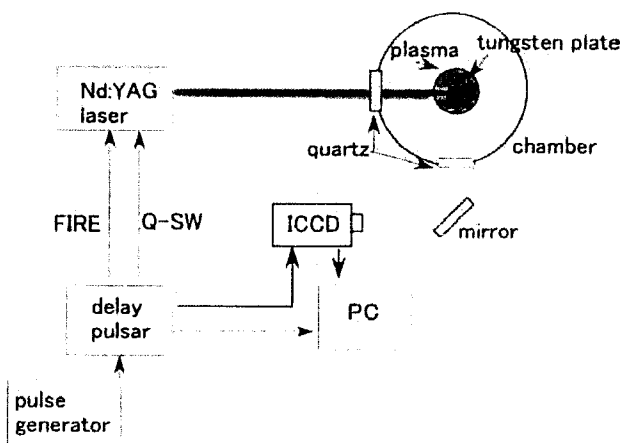 plasma
tungsten plate
Nd:YAG
laser
quartz
chamber
FIRE
Q-SW
ICCD
mirror
delay
pulsar
PC
pulse
generator